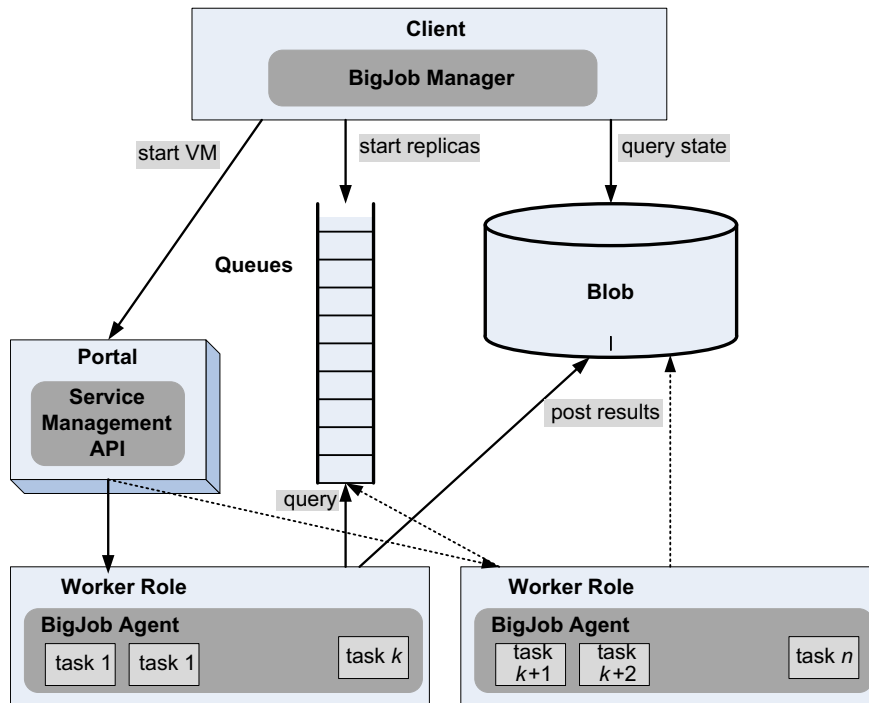 Client
BigJob Manager
start VM
start replicas
query state
Queues
Blob
Portal
Service
Management
API
post results
query
Worker Role
BigJob Agent
task 1
task 1
task k
Worker Role
BigJob Agent
task
k+1
task
k+2
task n